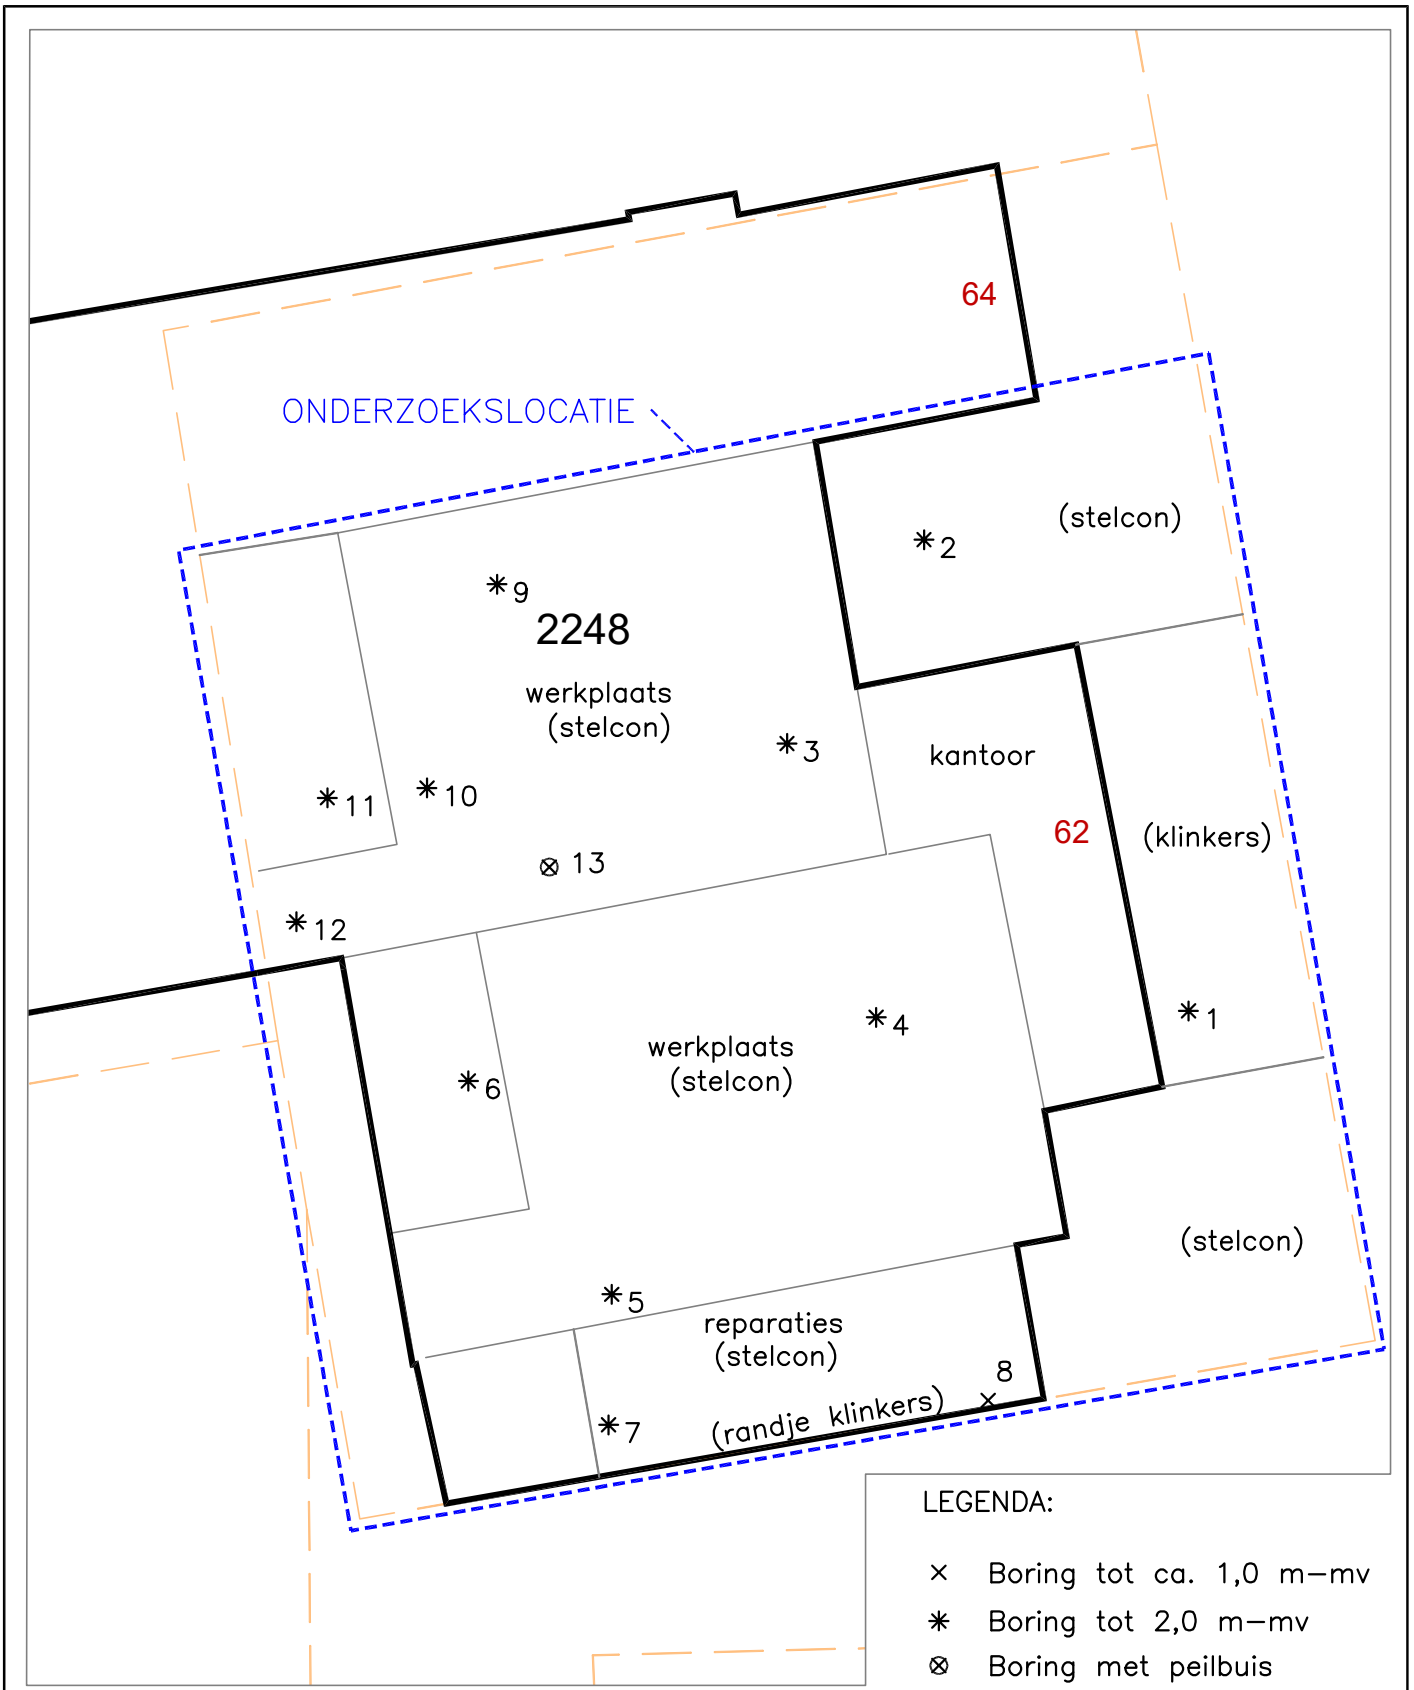 64
ONDERZOEKSLOCATIE
(stelcon)
2
9
2248
werkplaats
(stelcon)
3
kantoor
10
11
62
(klinkers)
13
12
1
4
werkplaats
(stelcon)
6
(stelcon)
5
reparaties
(stelcon)
8
(randje klinkers)
7
LEGENDA:
× Boring tot ca. 1,0 m-mv
✳ Boring tot 2,0 m-mv
⊗ Boring met peilbuis